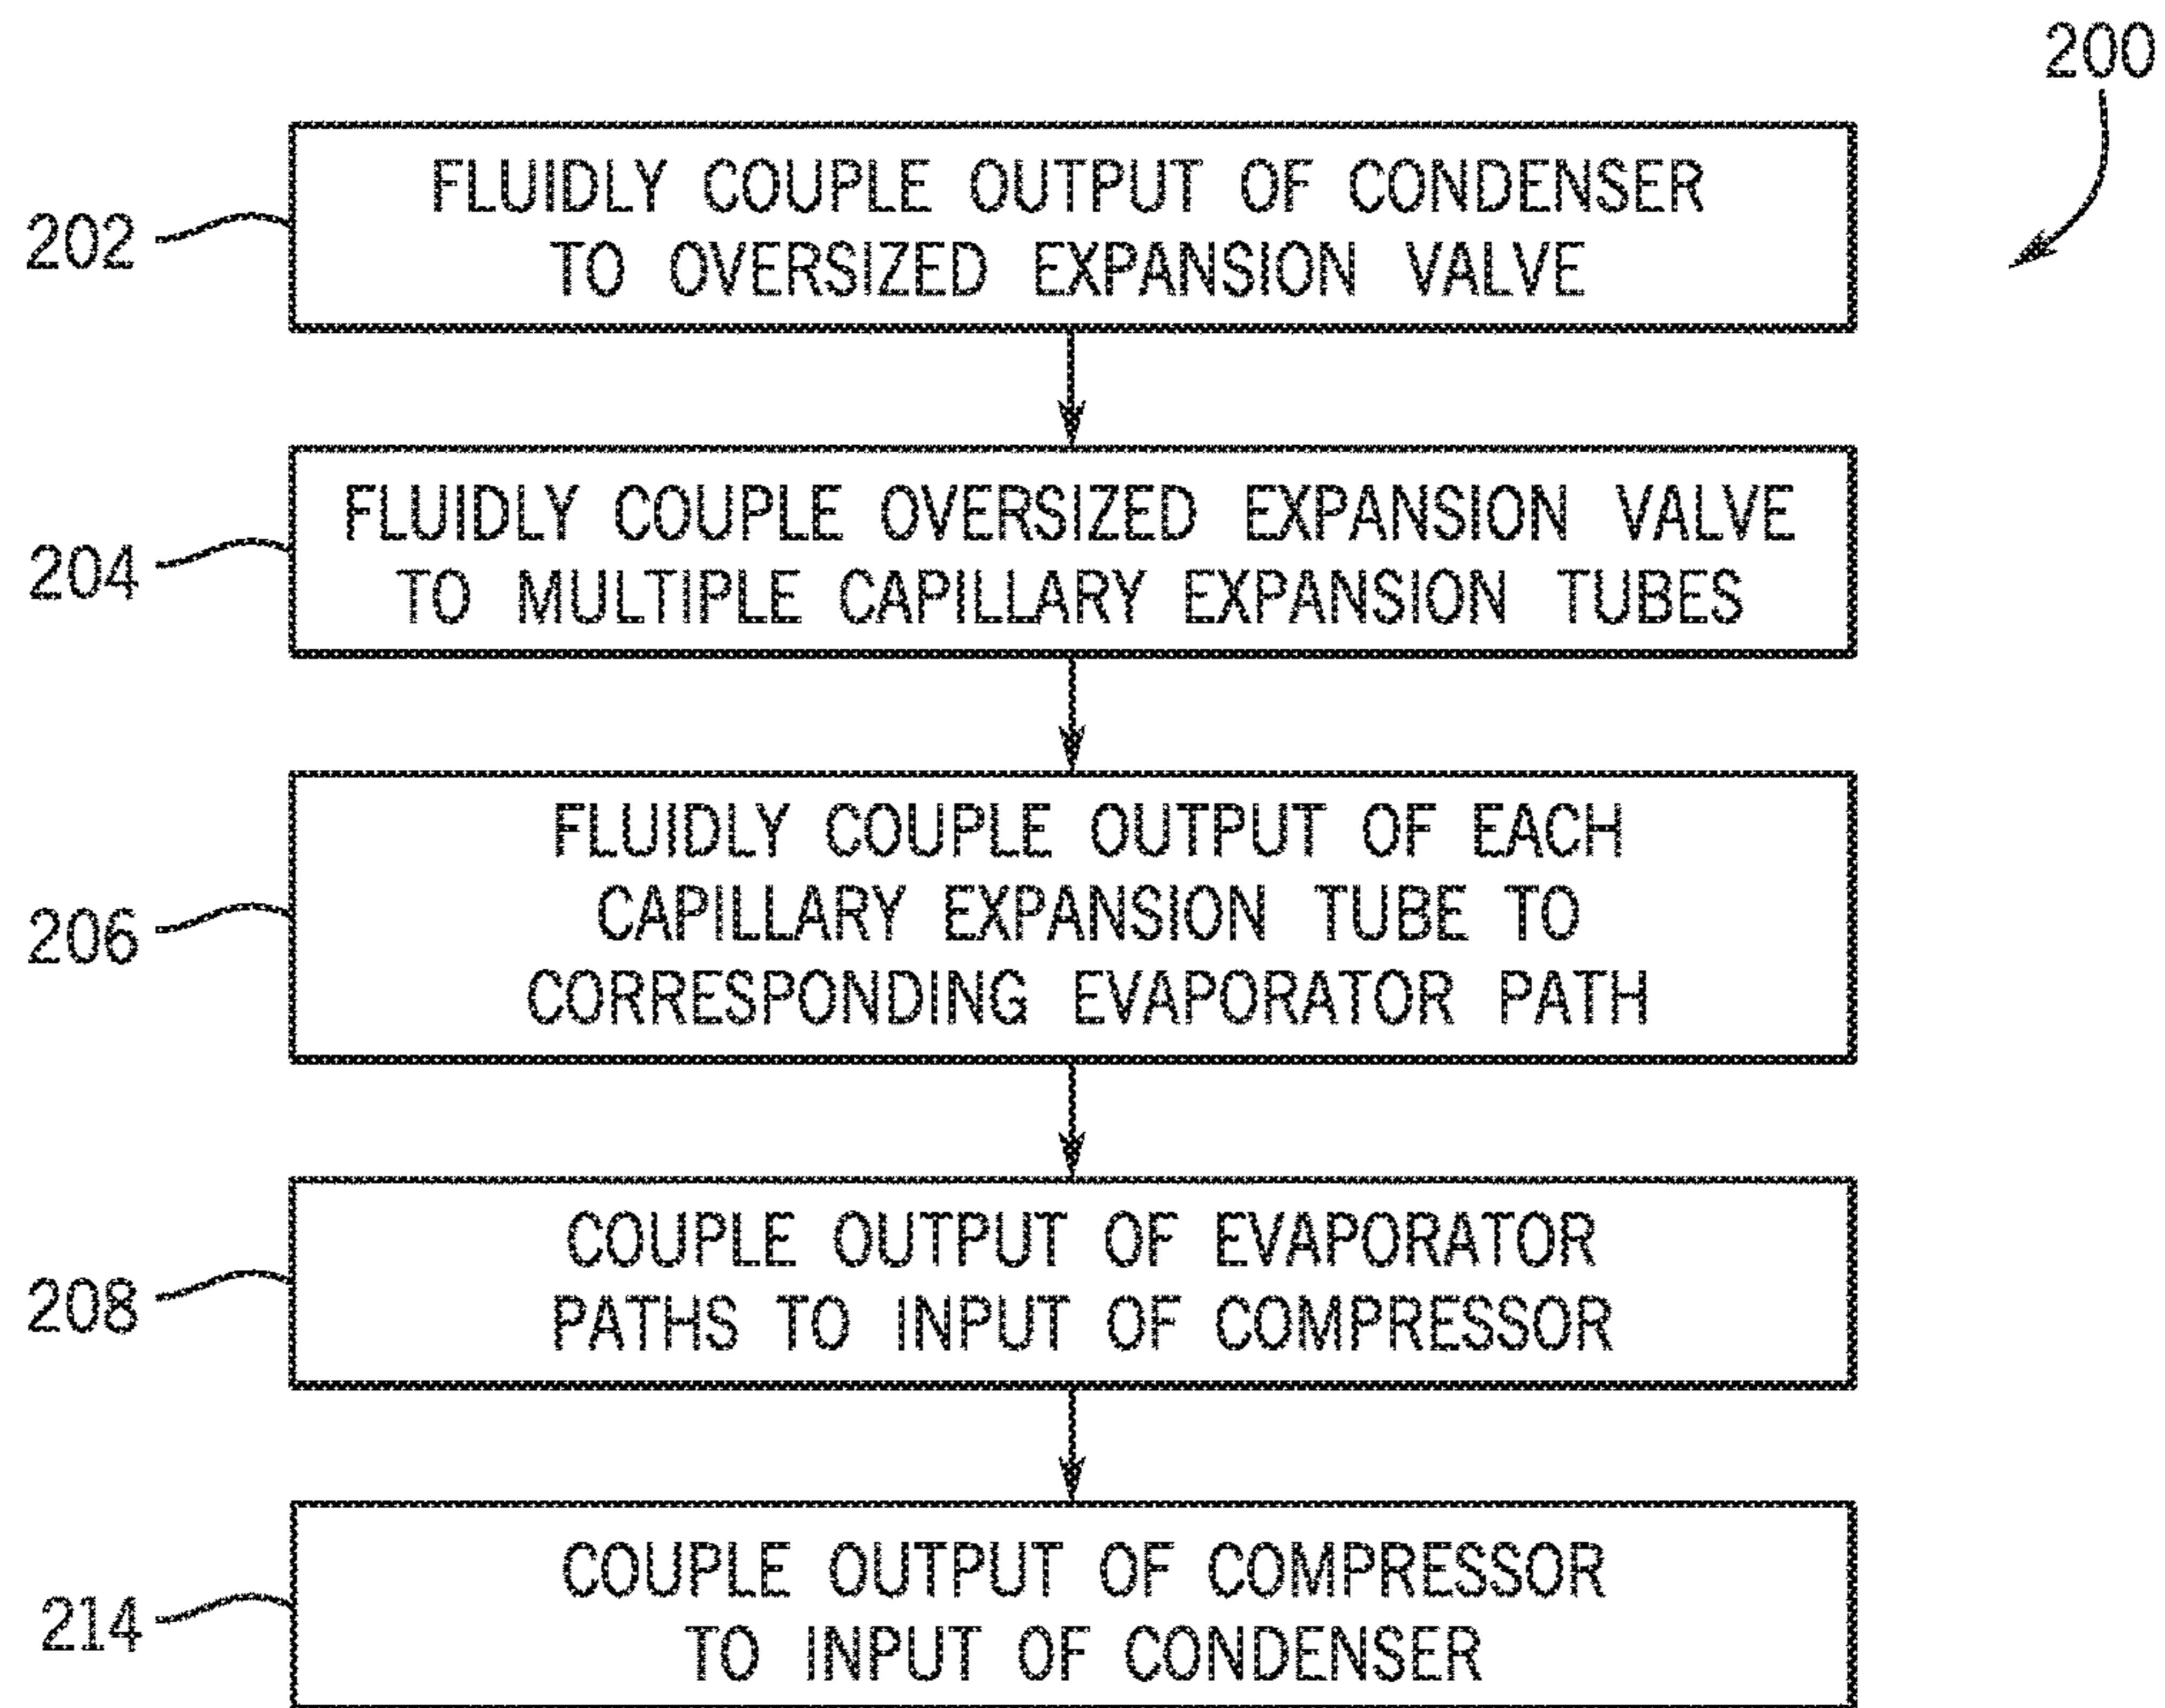 200
202
FLUIDLY COUPLE OUTPUT OF CONDENSER
TO OVERSIZED EXPANSION VALVE
204
FLUIDLY COUPLE OVERSIZED EXPANSION VALVE
TO MULTIPLE CAPILLARY EXPANSION TUBES
206
FLUIDLY COUPLE OUTPUT OF EACH
CAPILLARY EXPANSION TUBE TO
CORRESPONDING EVAPORATOR PATH
208
COUPLE OUTPUT OF EVAPORATOR
PATHS TO INPUT OF COMPRESSOR
214
COUPLE OUTPUT OF COMPRESSOR
TO INPUT OF CONDENSER